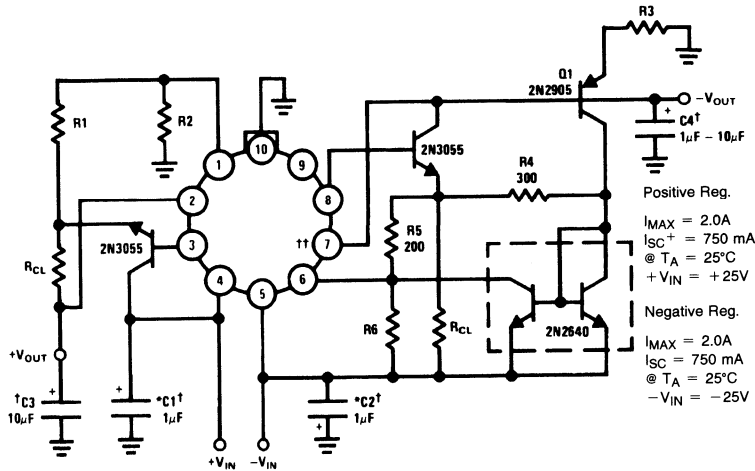 R3
Q1
2N2905
−VOUT
+
C4†
1μF – 10μF
R1
R2
10
1
9
2
8
2N3055
R4
300
Positive Reg.
IMAX = 2.0A
ISC+ = 750 mA
@ TA = 25°C
+VIN = +25V
2N3055
3
††
7
R5
200
RCL
4
5
6
R6
RCL
2N2640
Negative Reg.
IMAX = 2.0A
ISC = 750 mA
@ TA = 25°C
−VIN = −25V
+VOUT
+
†C3
10μF
+
*C1†
1μF
*C2†
1μF
+
+VIN
−VIN